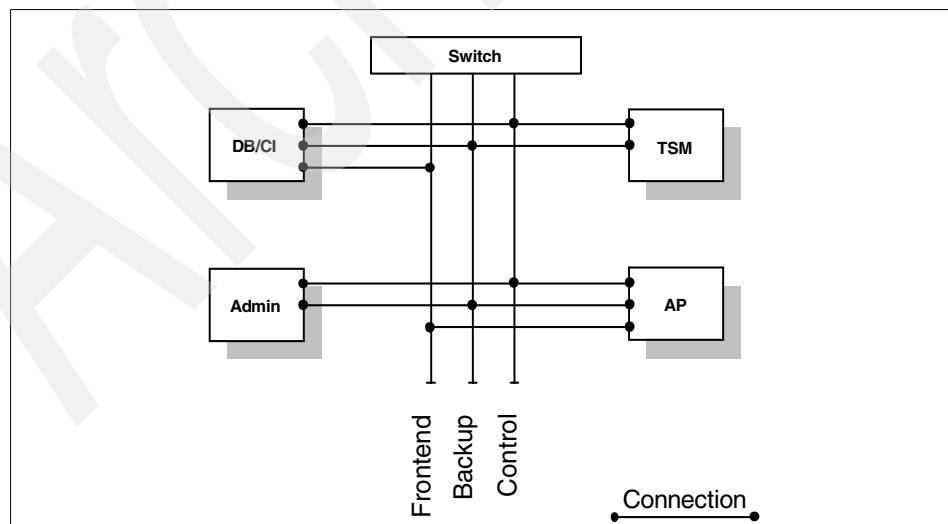 Switch
DB/CI
TSM
Admin
AP
Frontend
Backup
Control
Connection